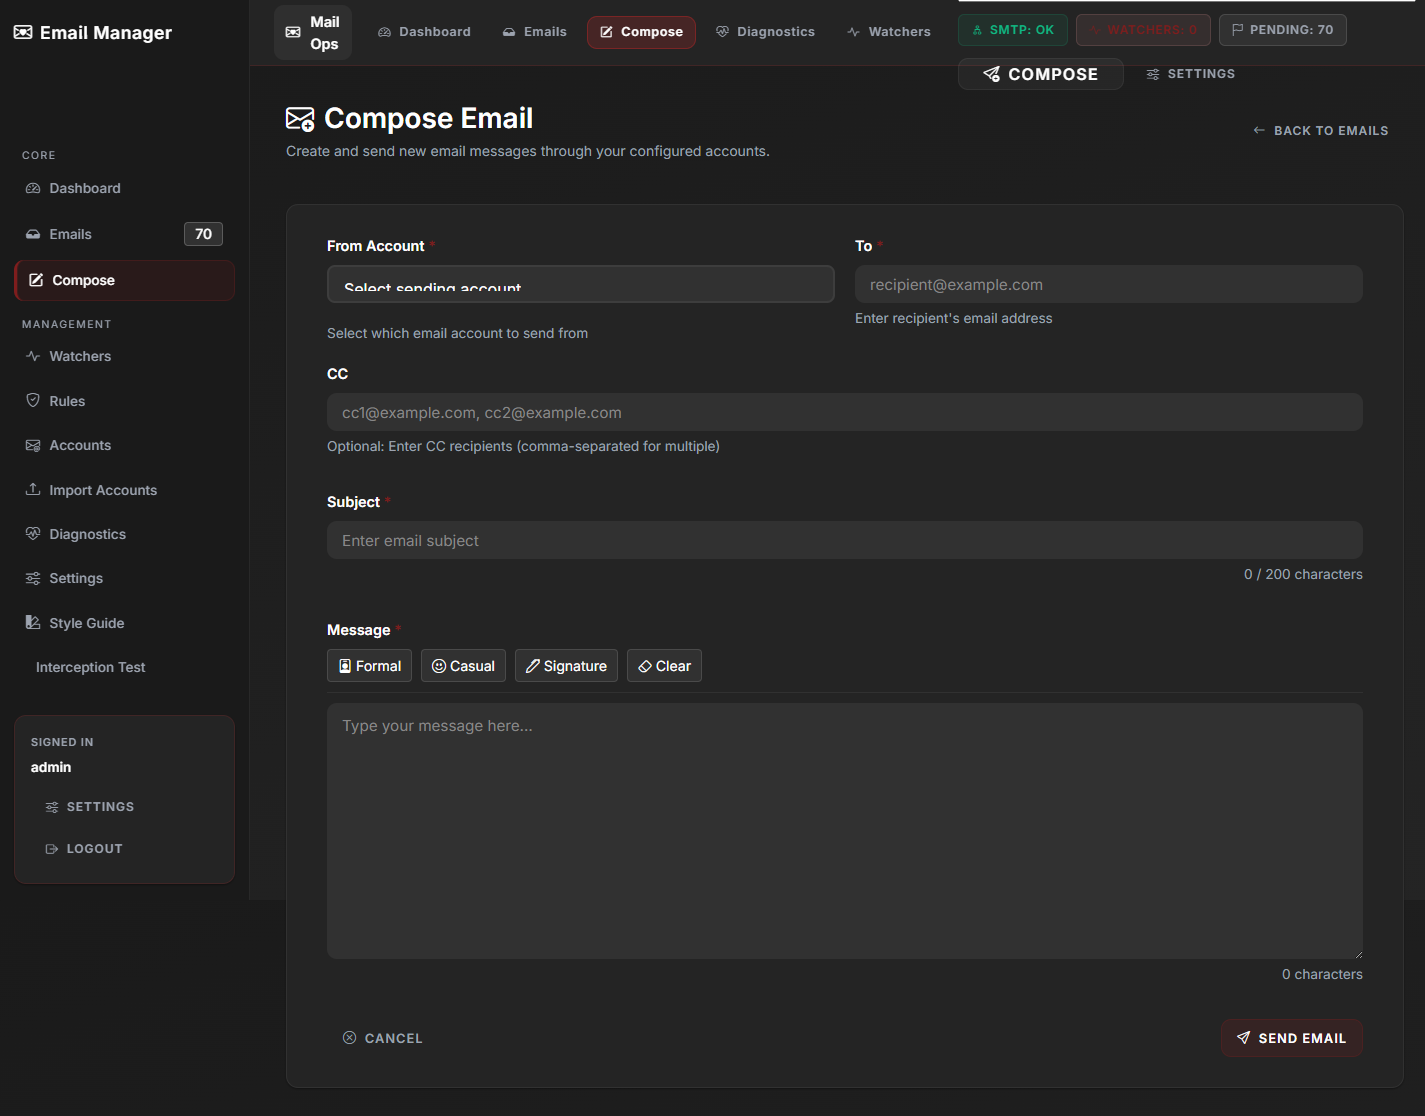 Email Manager
Mail Ops
Dashboard
Emails
Compose
Diagnostics
Watchers
SMTP: OK
WATCHERS: 0
PENDING: 70
COMPOSE
SETTINGS
CORE
Dashboard
Emails
70
Compose
MANAGEMENT
Watchers
Rules
Accounts
Import Accounts
Diagnostics
Settings
Style Guide
Interception Test
SIGNED IN
admin
SETTINGS
LOGOUT
Compose Email
Create and send new email messages through your configured accounts.
BACK TO EMAILS
From Account *
Select sending account
Select which email account to send from
To *
recipient@example.com
Enter recipient's email address
CC
cc1@example.com, cc2@example.com
Optional: Enter CC recipients (comma-separated for multiple)
Subject *
Enter email subject
0 / 200 characters
Message *
Formal
Casual
Signature
Clear
Type your message here...
0 characters
CANCEL
SEND EMAIL